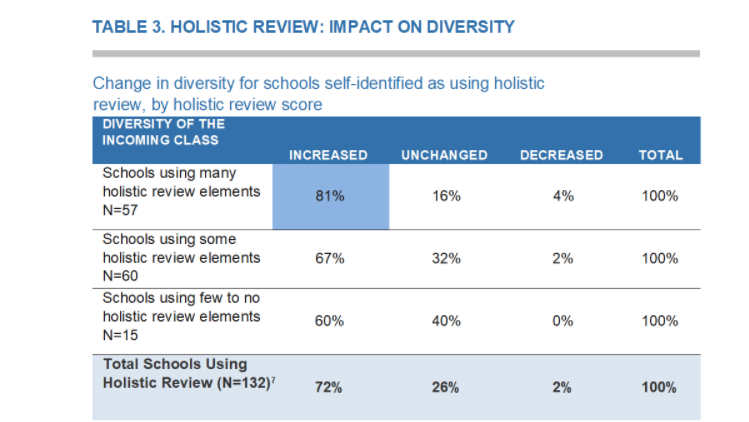 TABLE 3. HOLISTIC REVIEW: IMPACT ON DIVERSITY
Change in diversity for schools self-identified as using holistic
review, by holistic review score
DIVERSITY OF THE
INCOMING CLASS
INCREASED UNCHANGED DECREASED TOTAL
Schools using many
holistic review elements 81% 16% 4% 100%
N=57
Schools using some
holistic review elements 67% 32% 2% 100%
N=60
Schools using few to no
holistic review elements 60% 40% 0% 100%
N=15
Total Schools Using
Holistic Review (N=132)⁷ 72% 26% 2% 100%